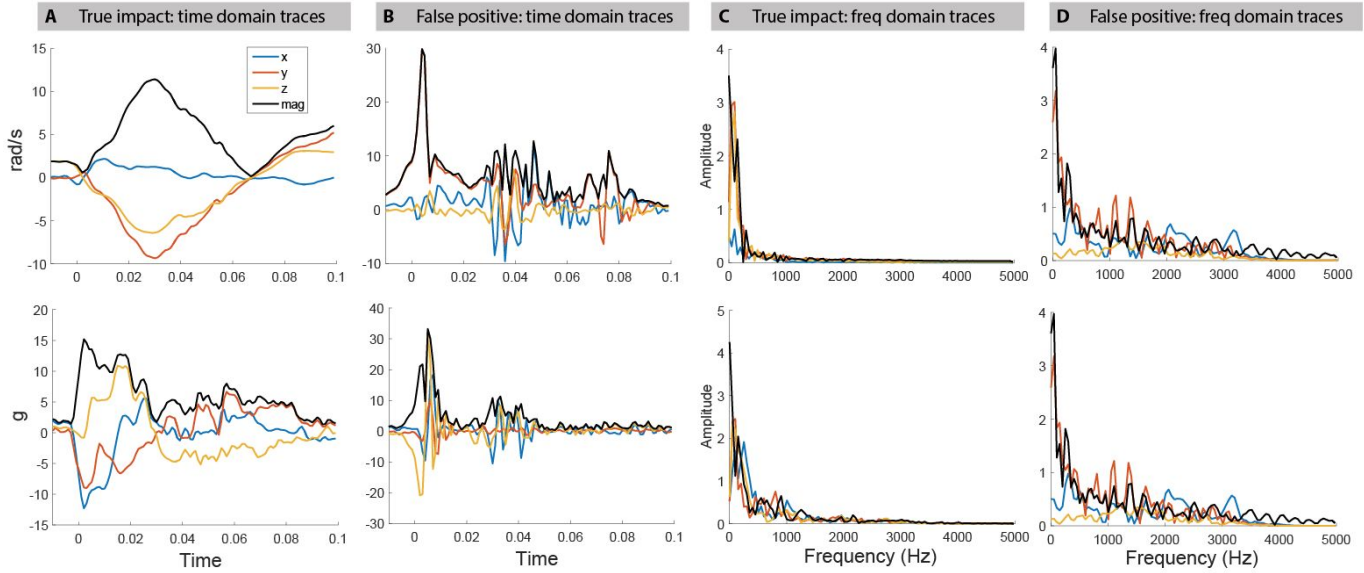 A True impact: time domain traces
B False positive: time domain traces
C True impact: freq domain traces
D False positive: freq domain traces
15
10
5
0
-5
-10
rad/s
x
y
z
mag
0 0.02 0.04 0.06 0.08 0.1
30
20
10
0
-10
0 0.02 0.04 0.06 0.08 0.1
5
4
3
2
1
0
Amplitude
0 1000 2000 3000 4000 5000
4
3
2
1
0
0 1000 2000 3000 4000 5000
20
15
10
5
0
-5
-10
-15
g
0 0.02 0.04 0.06 0.08 0.1
Time
40
30
20
10
0
-10
-20
-30
0 0.02 0.04 0.06 0.08 0.1
Time
5
4
3
2
1
0
Amplitude
0 1000 2000 3000 4000 5000
Frequency (Hz)
4
3
2
1
0
0 1000 2000 3000 4000 5000
Frequency (Hz)